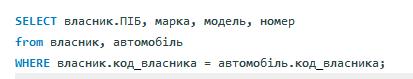 SELECT власник.ПІБ, марка, модель, номер
from власник, автомобіль
WHERE власник.код_власника = автомобіль.код_власника;